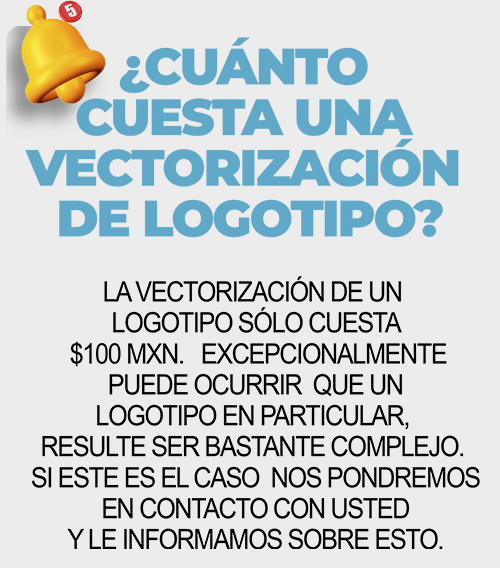 5
¿CUÁNTO
CUESTA UNA
VECTORIZACIÓN
DE LOGOTIPO?
LA VECTORIZACIÓN DE UN
LOGOTIPO SÓLO CUESTA
$100 MXN. EXCEPCIONALMENTE
PUEDE OCURRIR QUE UN
LOGOTIPO EN PARTICULAR,
RESULTE SER BASTANTE COMPLEJO.
SI ESTE ES EL CASO NOS PONDREMOS
EN CONTACTO CON USTED
Y LE INFORMAMOS SOBRE ESTO.